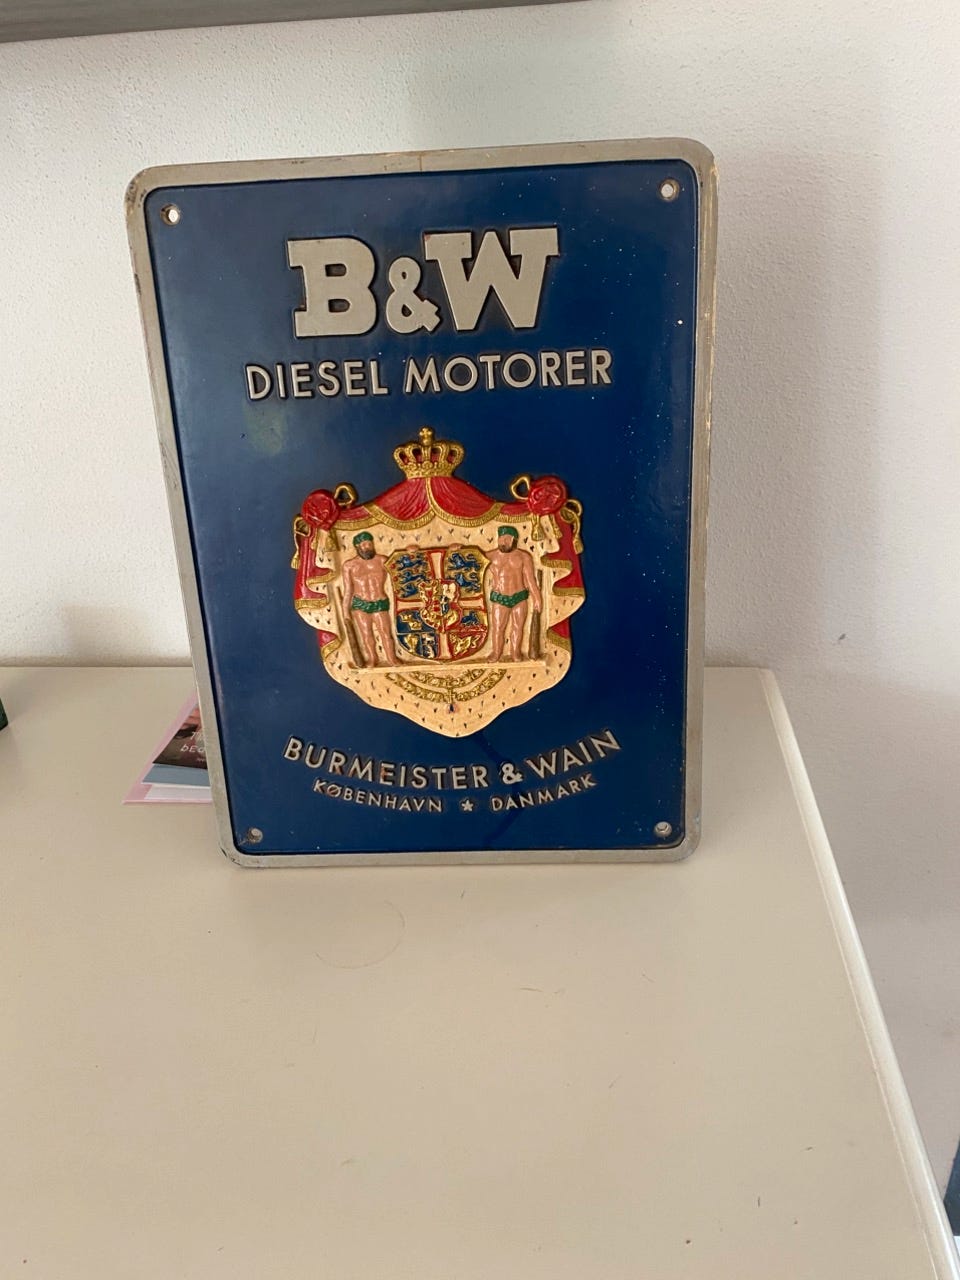 B&W
DIESEL MOTORER
BURMEISTER & WAIN
KØBENHAVN * DANMARK